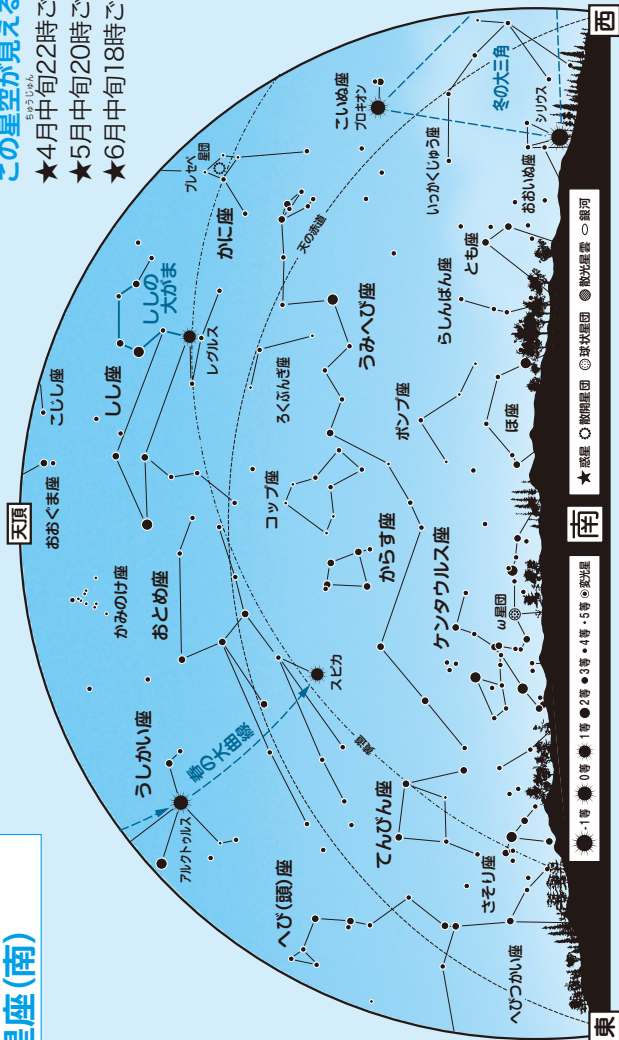 星座(南)
この星空が見える
ちゅうじゅん
★4月中旬22時ご
★5月中旬20時ご
★6月中旬18時ご
天頂
おおぐま座
こじし座
しし座
ししの
大がま
レグルス
かに座
プレセペ
星団
こいぬ座
プロキオン
冬の大三角
シリウス
いっかくじゅう座
おおいぬ座
天の赤道
うみへび座
ろくぶんぎ座
らしんばん座
とも座
ポンプ座
ほ座
コップ座
からす座
かみのけ座
おとめ座
スピカ
うしかい座
アルクトゥルス
春の大曲線
黄道
ケンタウルス座
ω星団
てんびん座
さそり座
へび(頭)座
へびつかい座
東
南
西
-1等 0等 1等 2等 3等 4等 5等 変光星
★惑星 散開星団 球状星団 散光星雲 銀河